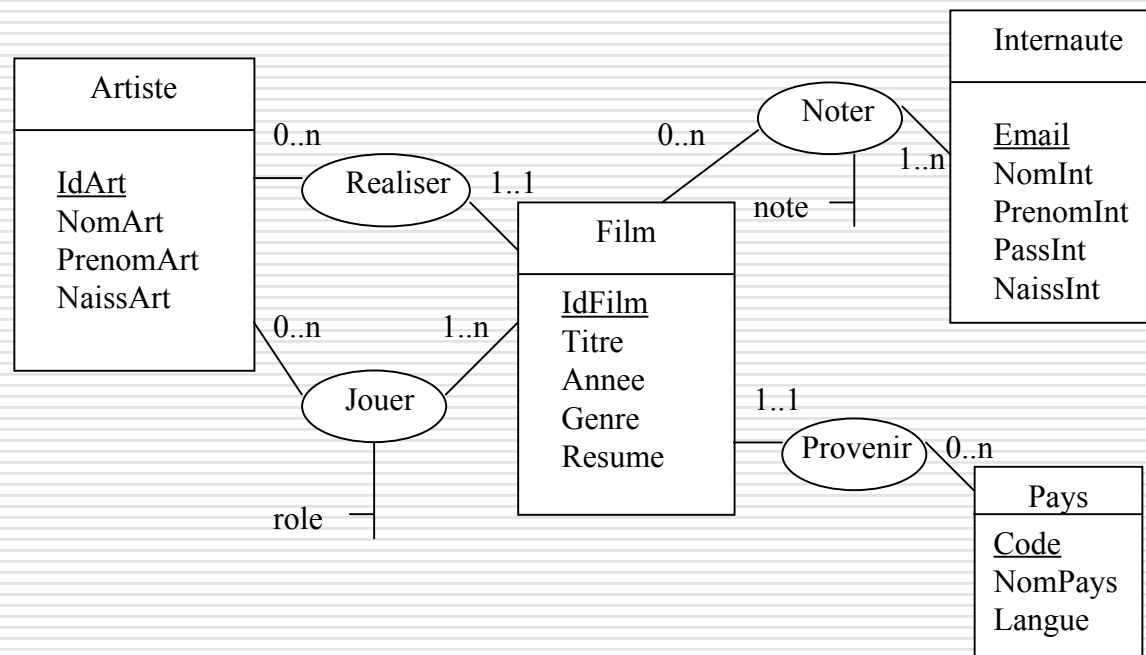 Artiste
IdArt
NomArt
PrenomArt
NaissArt
0..n
Realiser
1..1
0..n
Jouer
1..n
role
Film
IdFilm
Titre
Annee
Genre
Resume
0..n
Noter
1..n
note
Internaute
Email
NomInt
PrenomInt
PassInt
NaissInt
1..1
Provenir
0..n
Pays
Code
NomPays
Langue